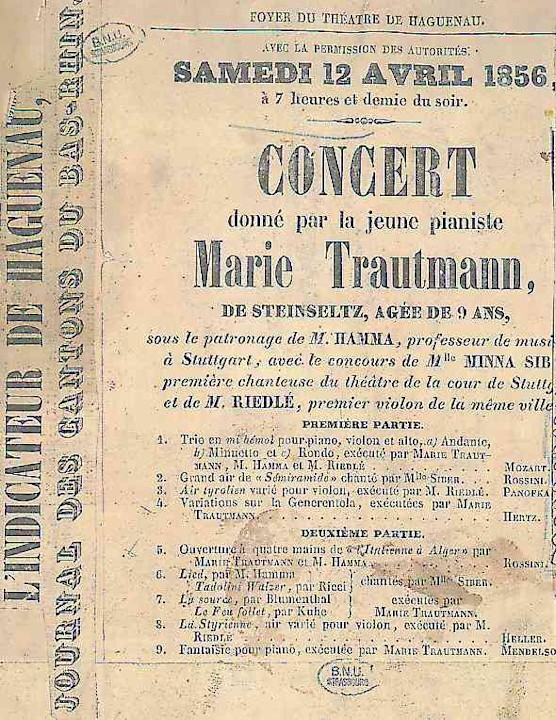 L'INDICATEUR DE HAGUENAU,
JOURNAL DES CANTONS DU BAS-RHIN.
B.N.U.
STRASBOURG
FOYER DU THÉATRE DE HAGUENAU.
AVEC LA PERMISSION DES AUTORITÉS.
SAMEDI 12 AVRIL 1856,
à 7 heures et demie du soir.
CONCERT
donné par la jeune pianiste
Marie Trautmann,
DE STEINSELTZ, AGÉE DE 9 ANS,
sous le patronage de M. HAMMA, professeur de musi
à Stuttgart, avec le concours de Mlle MINNA SIB
première chanteuse du théâtre de la cour de Stuttg
et de M. RIEDLÉ, premier violon de la même ville
PREMIÈRE PARTIE.
1. Trio en mi bémol pour piano, violon et alto, a) Andante,
b) Minuetto et c) Rondo, exécuté par MARIE TRAUT-
MANN, M. HAMMA et M. RIEDLÉ . . . . . MOZART.
2. Grand air de « Sémiramide » chanté par Mlle SIBER. . . ROSSINI.
3. Air tyrolien varié pour violon, exécuté par M. RIEDLÉ. PANOFKA
4. Variations sur la Generentola, exécutées par MARIE
TRAUTMANN . . . . . HERTZ.
DEUXIÈME PARTIE.
5. Ouverture à quatre mains de « l'Italienne à Alger » par
MARIE TRAUTMANN et M. HAMMA . . . . . ROSSINI.
6. Lied, par M. Hamma
Tadolini Walzer, par Ricci } chantés par Mlle SIBER.
7. La source, par Blumenthal } exécutés par
Le Feu follet, par Kuhe } MARIE TRAUTMANN.
8. La Styrienne, air varié pour violon, exécuté par M.
RIEDLÉ . . . . . HELLER.
9. Fantaisie pour piano, exécutée par MARIE TRAUTMANN. MENDELSO
B.N.U.
STRASBOURG